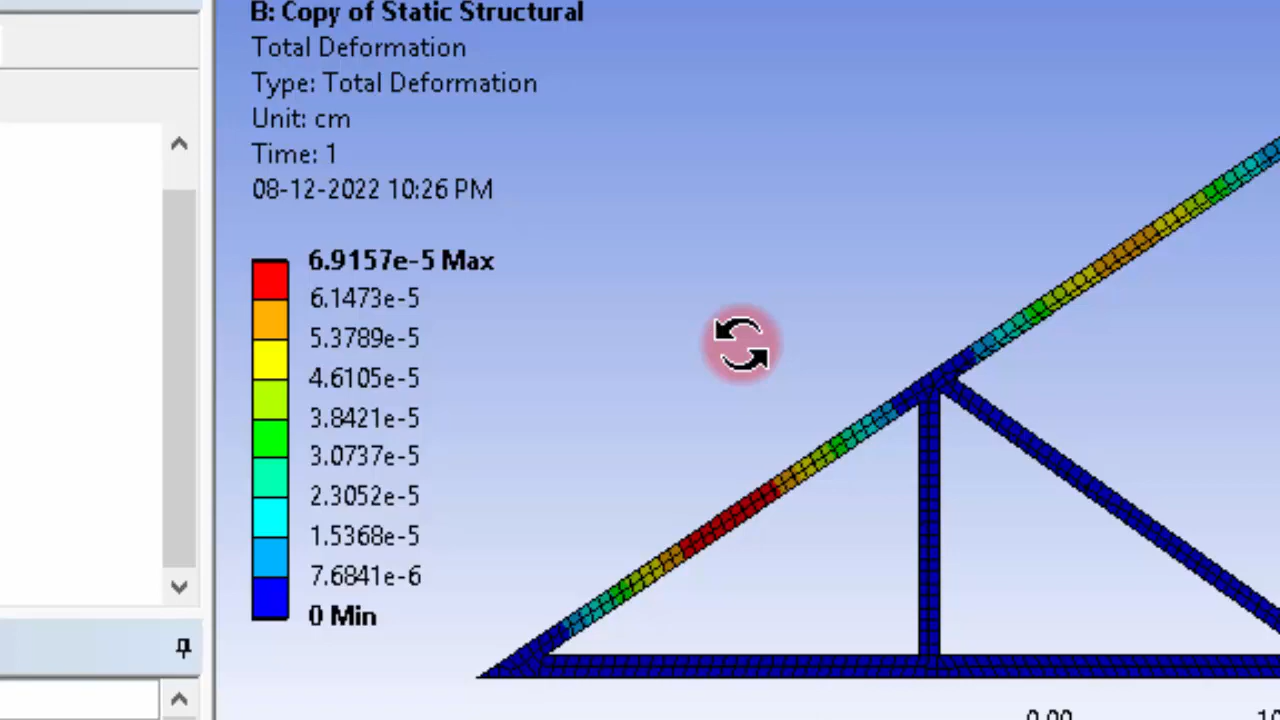 B: Copy of Static Structural
Total Deformation
Type: Total Deformation
Unit: cm
Time: 1
08-12-2022 10:26 PM
6.9157e-5 Max
6.1473e-5
5.3789e-5
4.6105e-5
3.8421e-5
3.0737e-5
2.3052e-5
1.5368e-5
7.6841e-6
0 Min
0.00